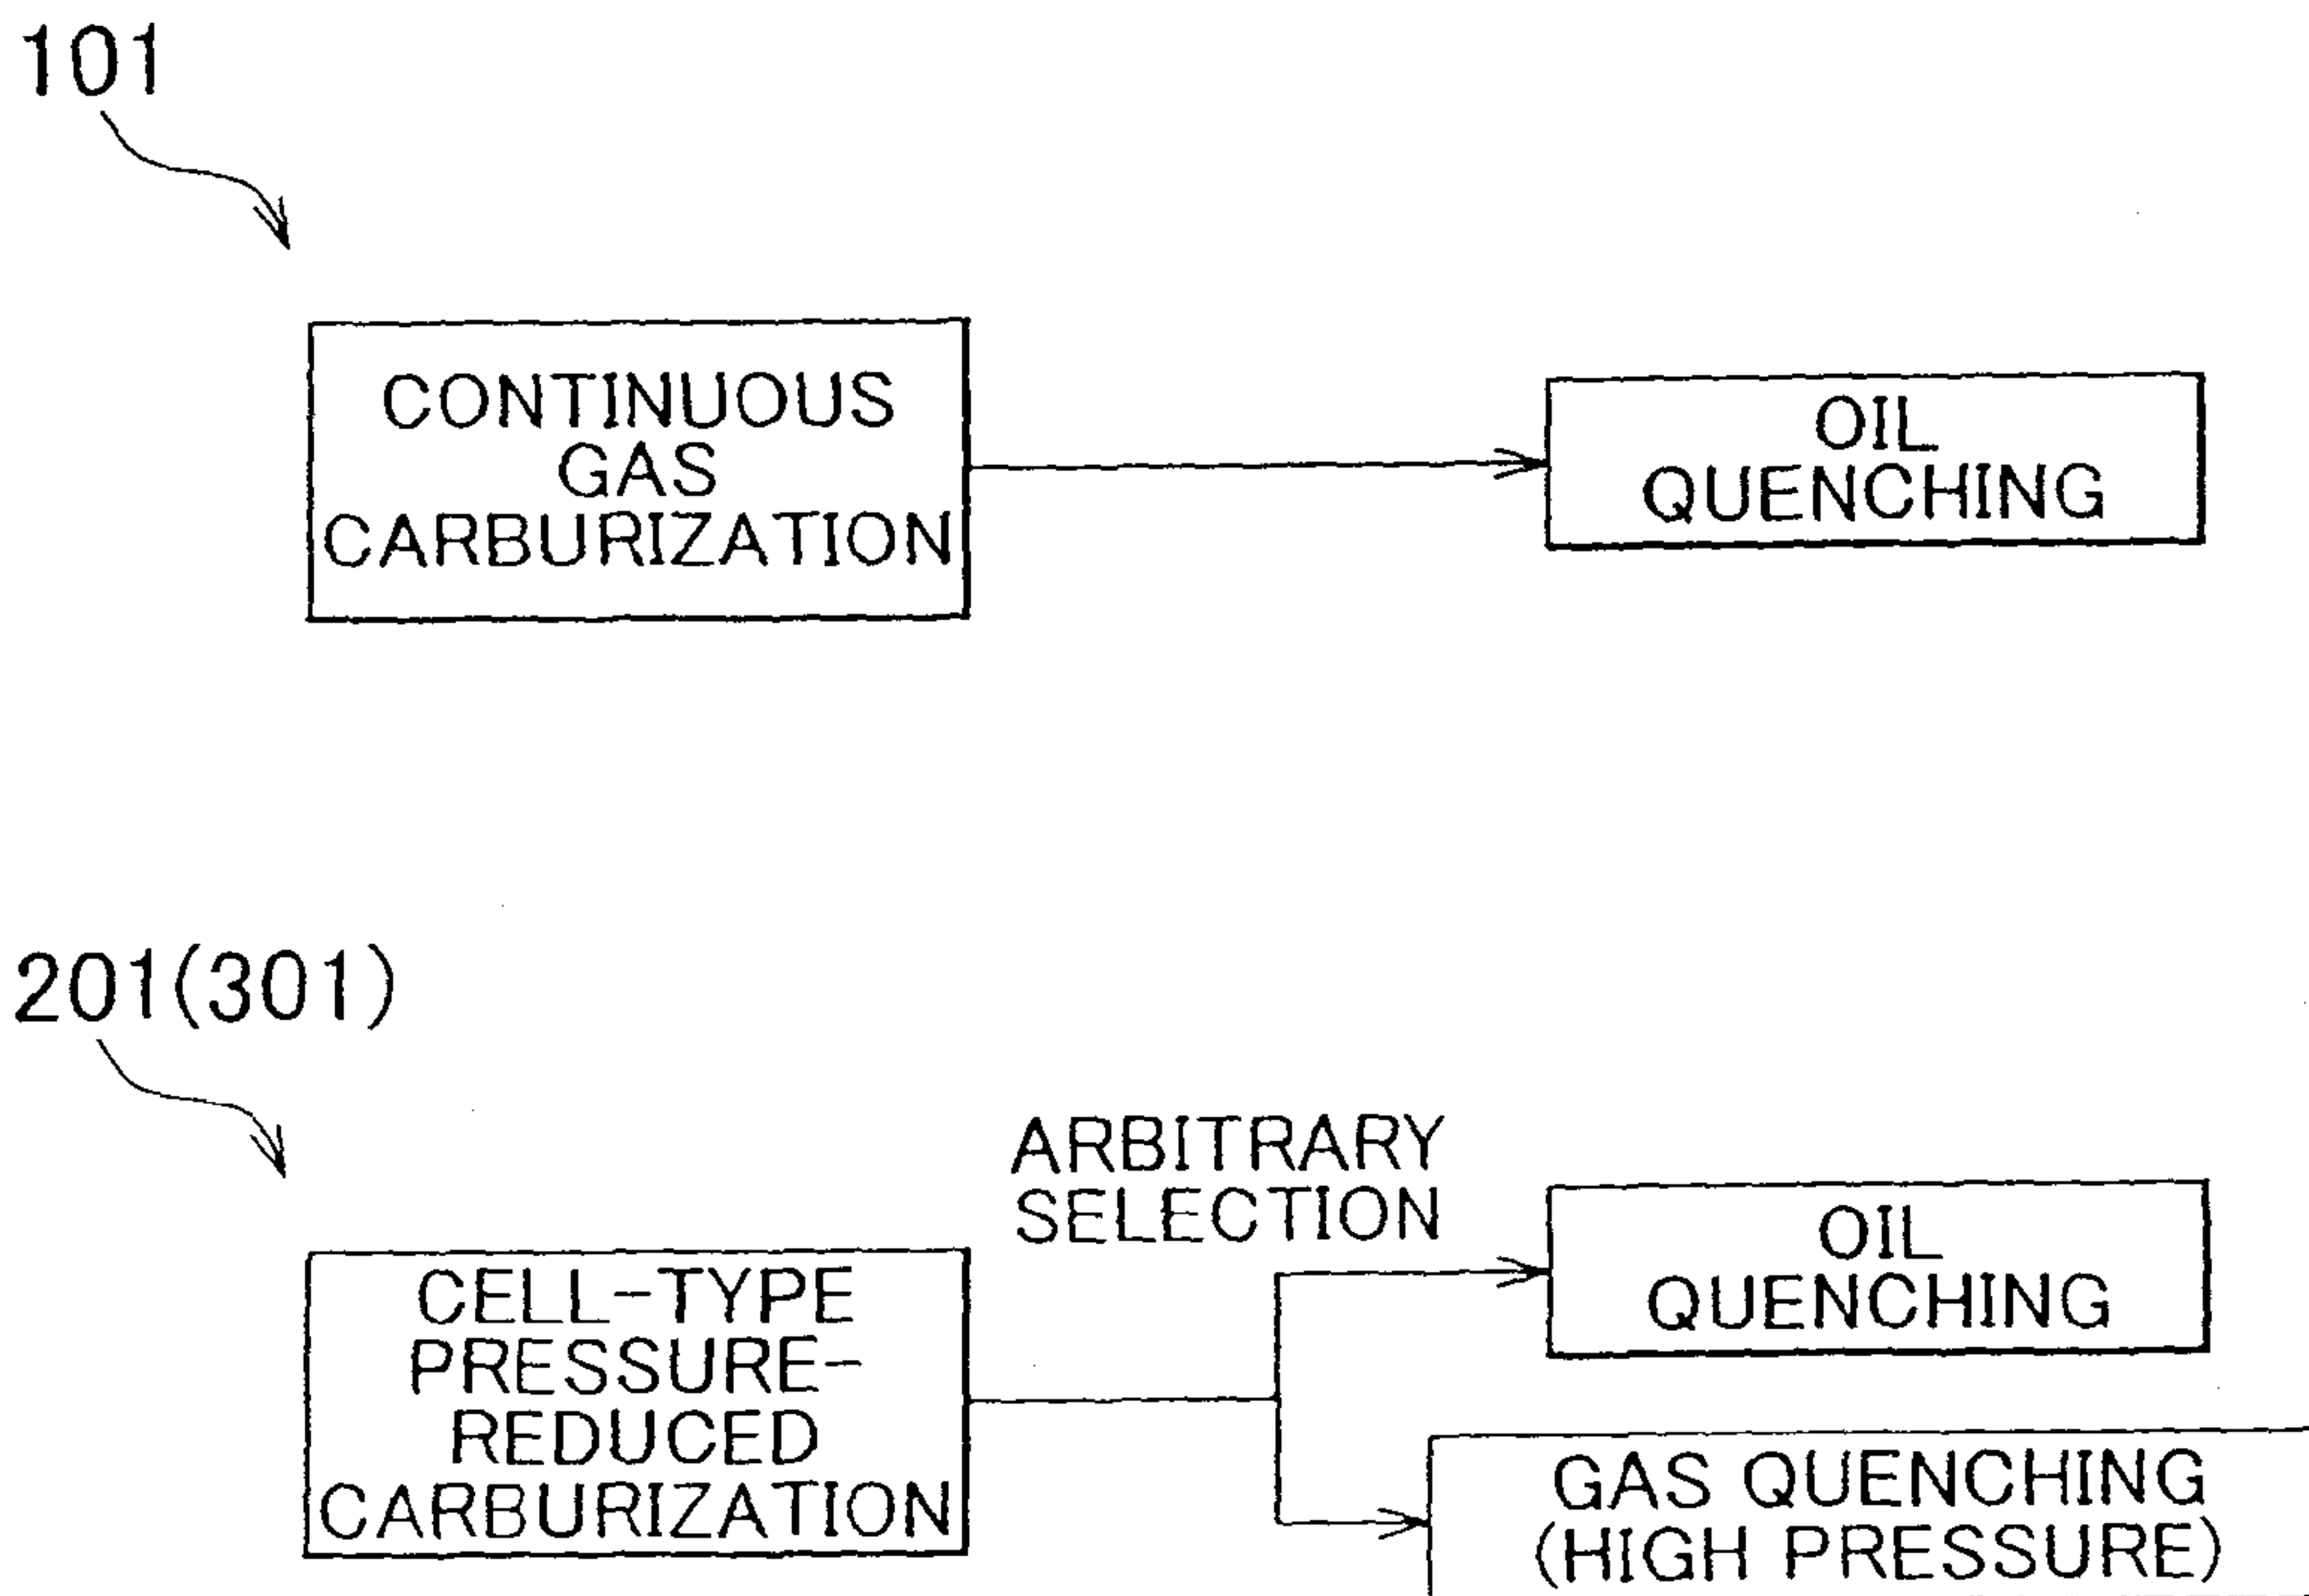 101
CONTINUOUS
GAS
CARBURIZATION
OIL
QUENCHING
201(301)
ARBITRARY
SELECTION
CELL-TYPE
PRESSURE-
REDUCED
CARBURIZATION
OIL
QUENCHING
GAS QUENCHING
(HIGH PRESSURE)